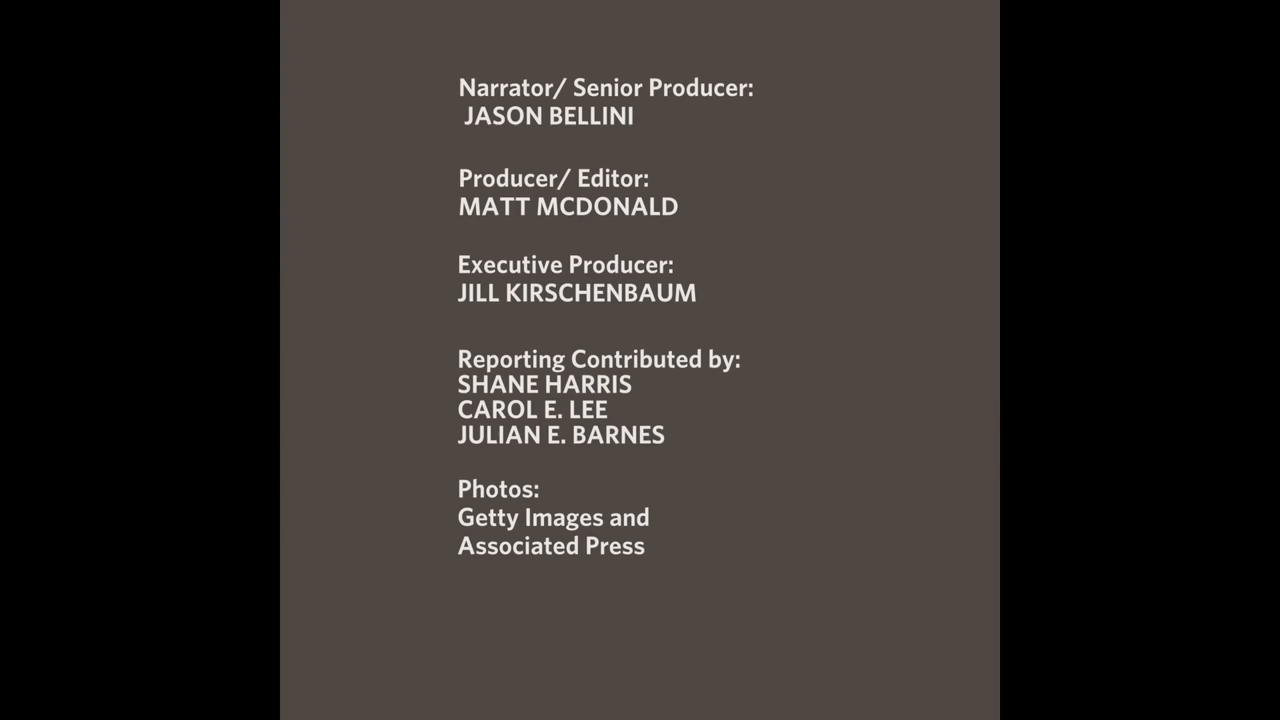 Narrator/ Senior Producer:
JASON BELLINI
Producer/ Editor:
MATT MCDONALD
Executive Producer:
JILL KIRSCHENBAUM
Reporting Contributed by:
SHANE HARRIS
CAROL E. LEE
JULIAN E. BARNES
Photos:
Getty Images and
Associated Press